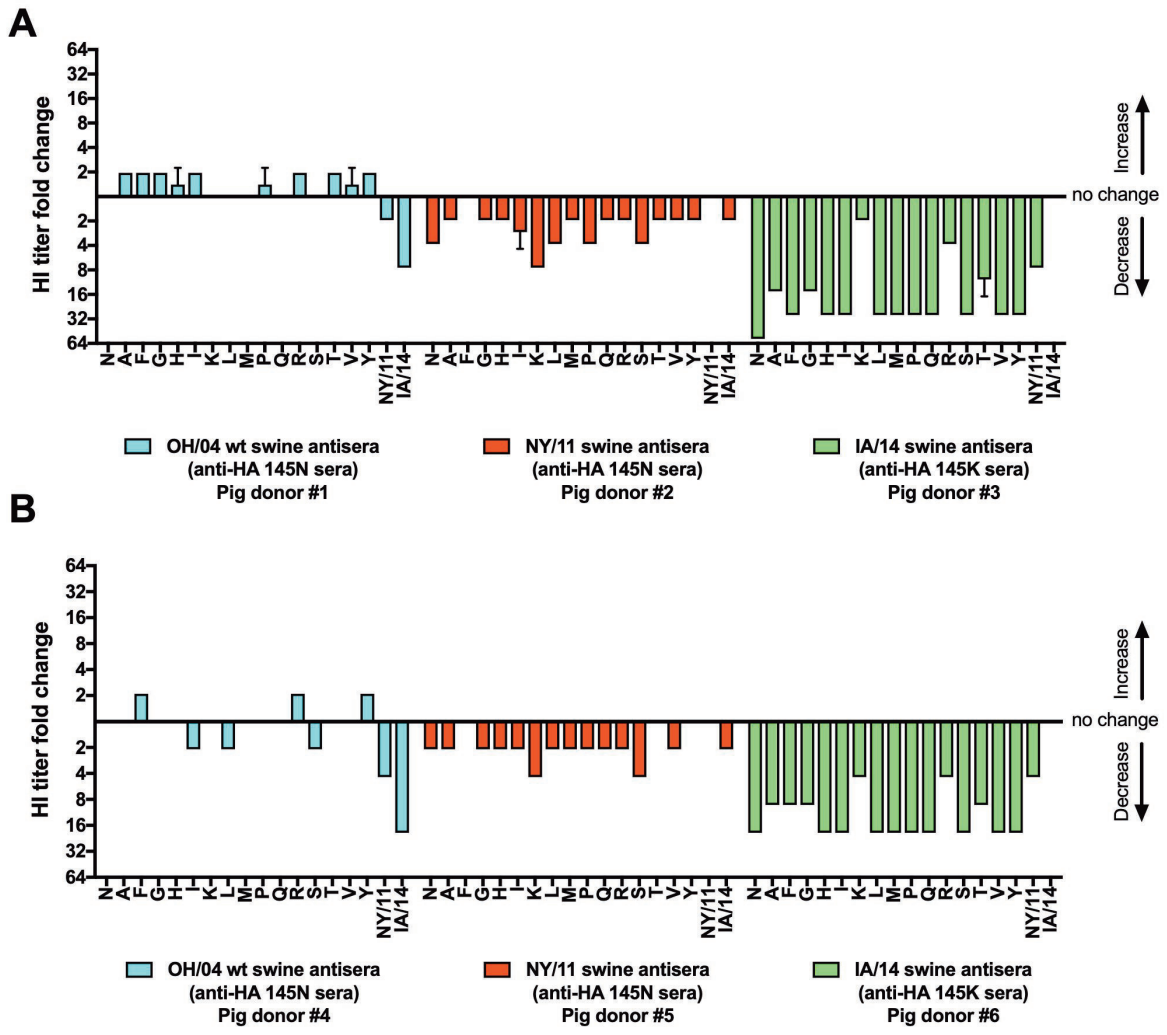 A
HI titer fold change
64
32
16
8
4
2
2
4
8
16
32
64
Increase
no change
Decrease
N A F G H I K L M P Q R S T V Y NY/11 IA/14 N A F G H I K L M P Q R S T V Y NY/11 IA/14 N A F G H I K L M P Q R S T V Y NY/11 IA/14
OH/04 wt swine antisera
(anti-HA 145N sera)
Pig donor #1
NY/11 swine antisera
(anti-HA 145N sera)
Pig donor #2
IA/14 swine antisera
(anti-HA 145K sera)
Pig donor #3
B
HI titer fold change
64
32
16
8
4
2
2
4
8
16
32
64
Increase
no change
Decrease
N A F G H I K L M P Q R S T V Y NY/11 IA/14 N A F G H I K L M P Q R S T V Y NY/11 IA/14 N A F G H I K L M P Q R S T V Y NY/11 IA/14
OH/04 wt swine antisera
(anti-HA 145N sera)
Pig donor #4
NY/11 swine antisera
(anti-HA 145N sera)
Pig donor #5
IA/14 swine antisera
(anti-HA 145K sera)
Pig donor #6